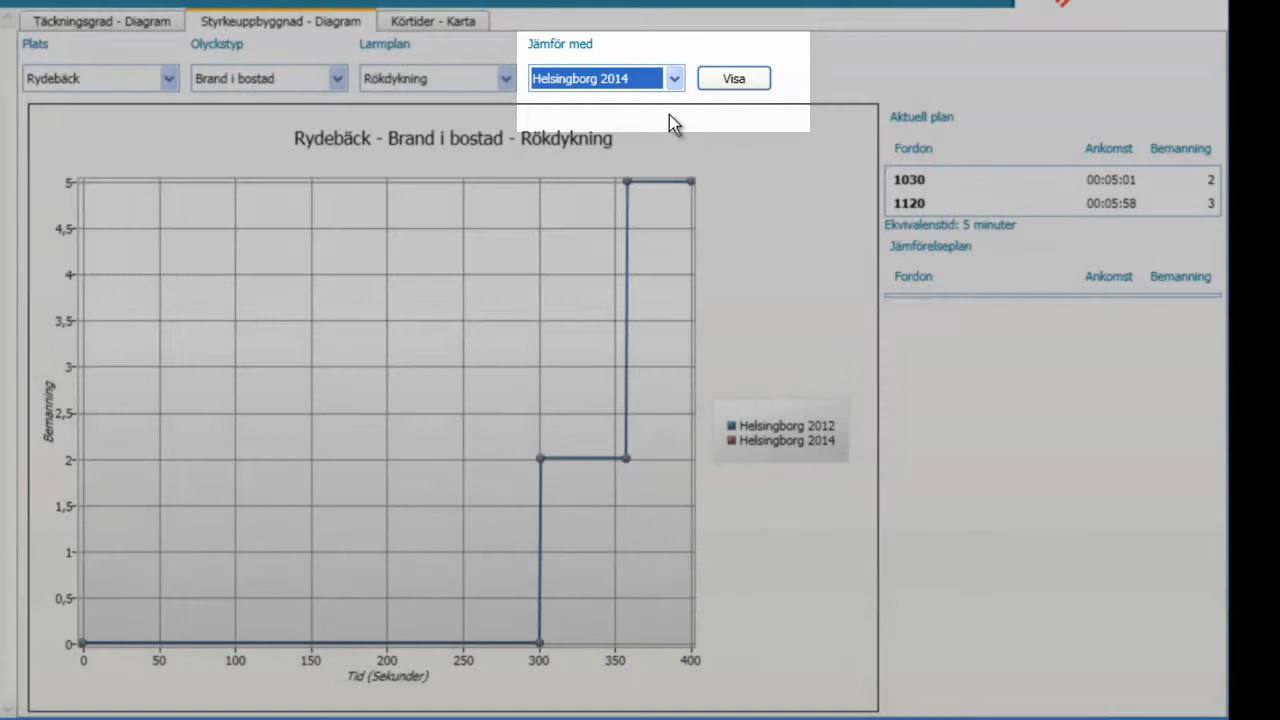 Täckningsgrad - Diagram Styrkeuppbyggnad - Diagram Körtider - Karta
Plats Olyckstyp Larmplan Jämför med
Rydebäck Brand i bostad Rökdykning Helsingborg 2014 Visa
Rydebäck - Brand i bostad - Rökdykning
Aktuell plan
Fordon Ankomst Bemanning
1030 00:05:01 2
1120 00:05:58 3
Ekvivalenstid: 5 minuter
Jämförelseplan
Fordon Ankomst Bemanning
5
4,5
4
3,5
3
2,5
2
1,5
1
0,5
0
Bemanning
Helsingborg 2012
Helsingborg 2014
0 50 100 150 200 250 300 350 400
Tid (Sekunder)